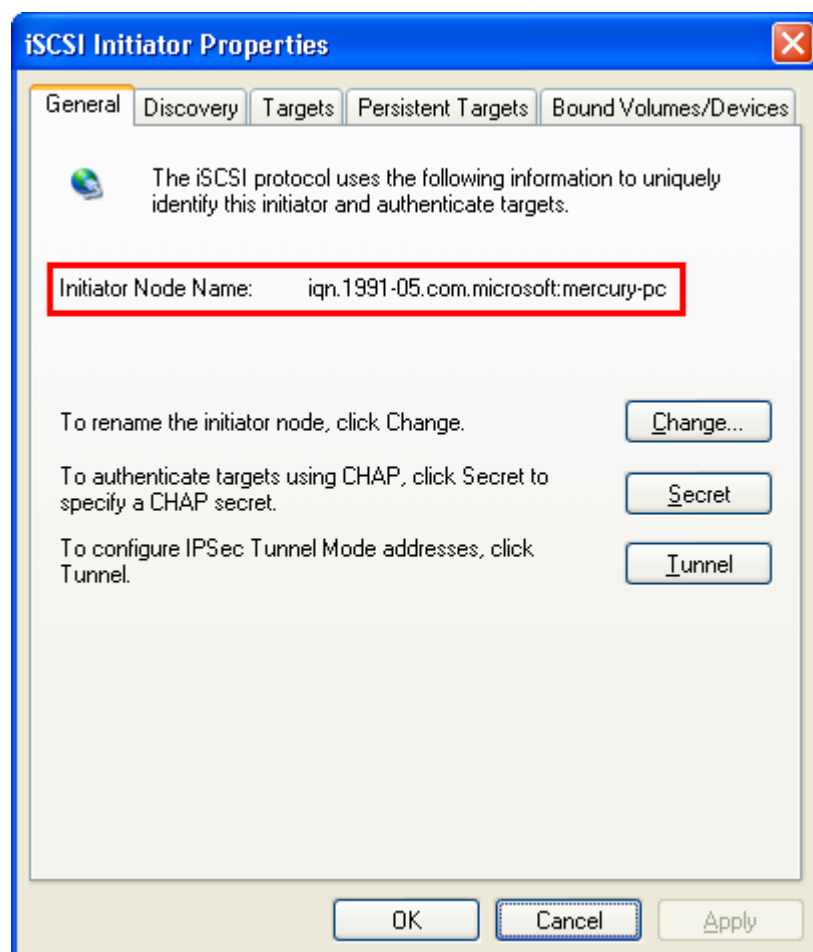 iSCSI Initiator Properties
General Discovery Targets Persistent Targets Bound Volumes/Devices
The iSCSI protocol uses the following information to uniquely
identify this initiator and authenticate targets.
Initiator Node Name: iqn.1991-05.com.microsoft:mercury-pc
To rename the initiator node, click Change.
Change...
To authenticate targets using CHAP, click Secret to
specify a CHAP secret.
Secret
To configure IPSec Tunnel Mode addresses, click
Tunnel.
Tunnel
OK Cancel Apply